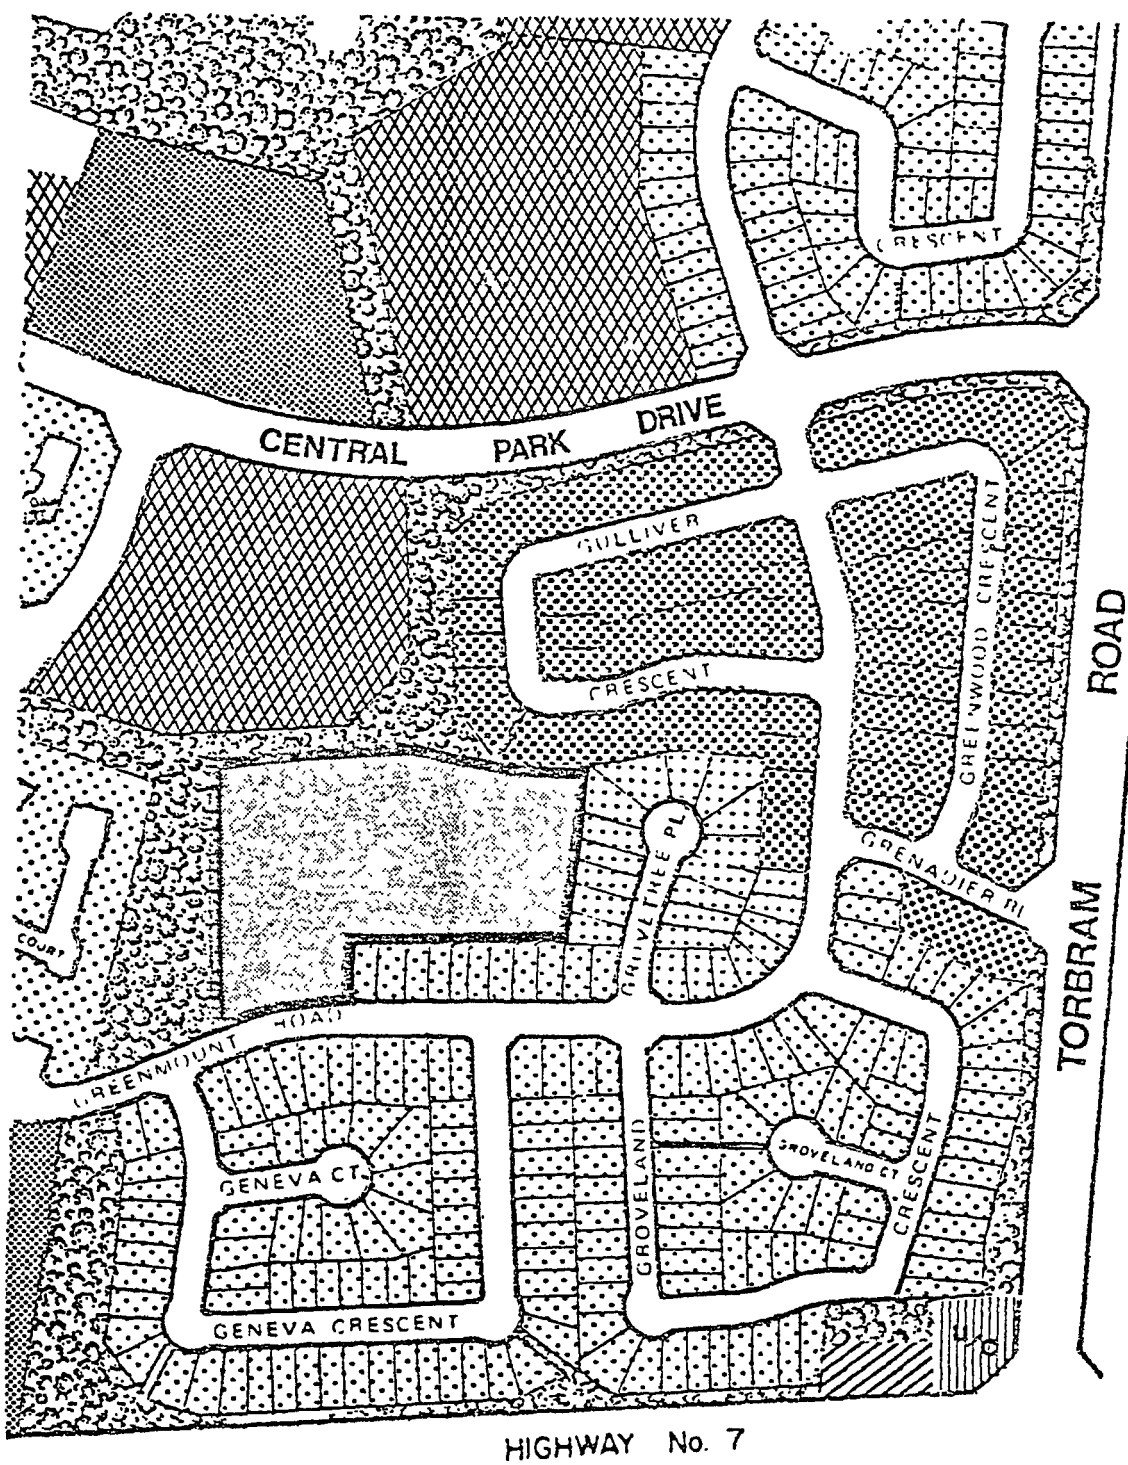 CRESCENT
CENTRAL PARK DRIVE
GULLIVER
CRESCENT
CRESCENT
ROAD
GRENADIER
TORBRAM
PL
COURT
ROAD
GREENMOUNT
GENEVA CT.
GROVELAND
GROVELAND CT
CRESCENT
GENEVA CRESCENT
HIGHWAY No. 7